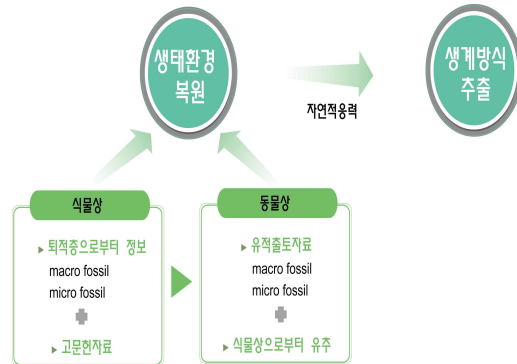 생태환경
복원
생계방식
추출
자연적응력
식물상
▸ 퇴적층으로부터 정보
macro fossil
micro fossil
▸ 고문헌자료
동물상
▸ 유적출토자료
macro fossil
micro fossil
▸ 식물상으로부터 유추